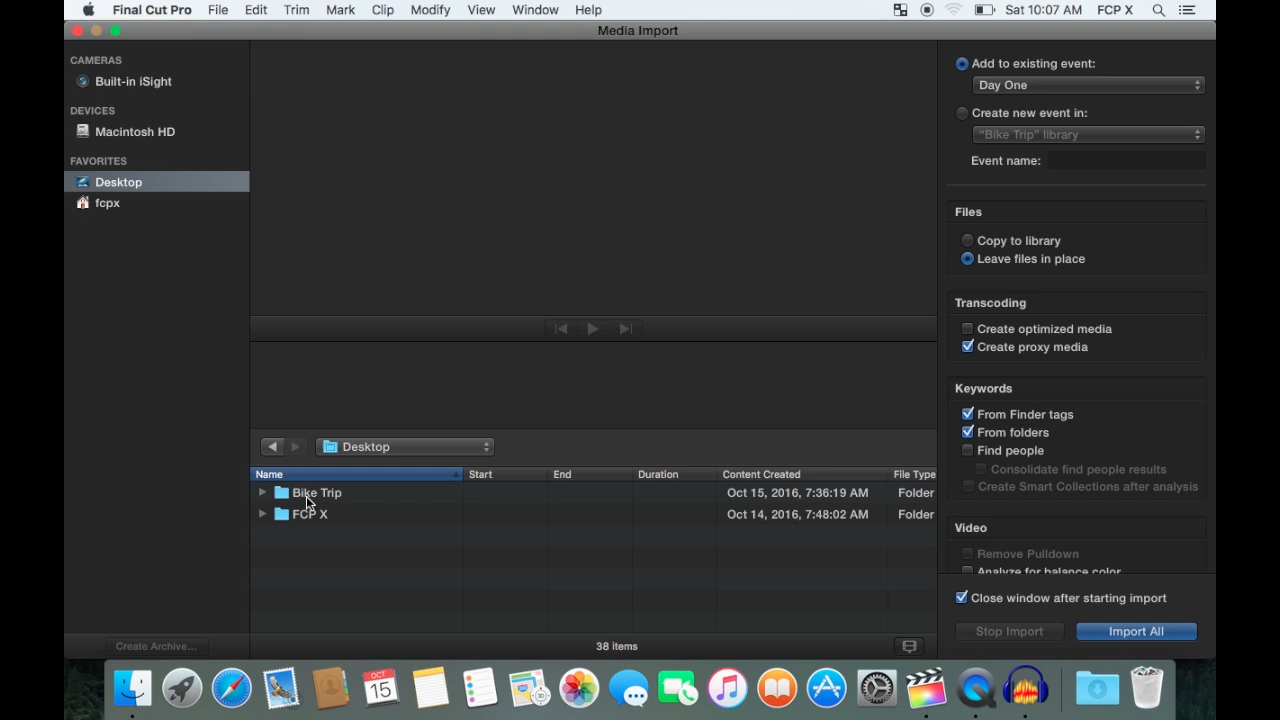 Final Cut Pro File Edit Trim Mark Clip Modify View Window Help Sat 10:07 AM FCP X
Media Import
CAMERAS
Built-in iSight
DEVICES
Macintosh HD
FAVORITES
Desktop
fcpx
Create Archive...
Desktop
Name Start End Duration Content Created File Type
Bike Trip Oct 15, 2016, 7:36:19 AM Folder
FCP X Oct 14, 2016, 7:48:02 AM Folder
38 items
Add to existing event:
Day One
Create new event in:
"Bike Trip" library
Event name:
Files
Copy to library
Leave files in place
Transcoding
Create optimized media
Create proxy media
Keywords
From Finder tags
From folders
Find people
Consolidate find people results
Create Smart Collections after analysis
Video
Remove Pulldown
Analyze for balance color
Close window after starting import
Stop Import Import All
OCT
15
3D